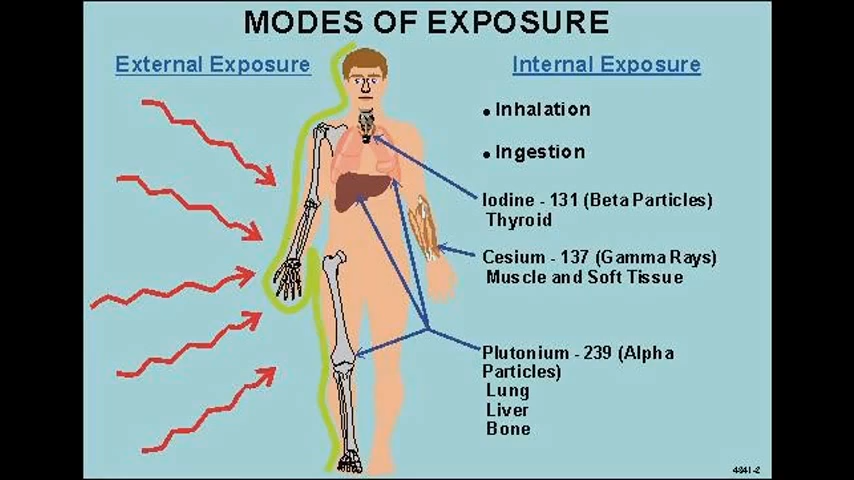 MODES OF EXPOSURE
External Exposure
Internal Exposure
• Inhalation
• Ingestion
Iodine - 131 (Beta Particles)
Thyroid
Cesium - 137 (Gamma Rays)
Muscle and Soft Tissue
Plutonium - 239 (Alpha
Particles)
Lung
Liver
Bone
4841-2